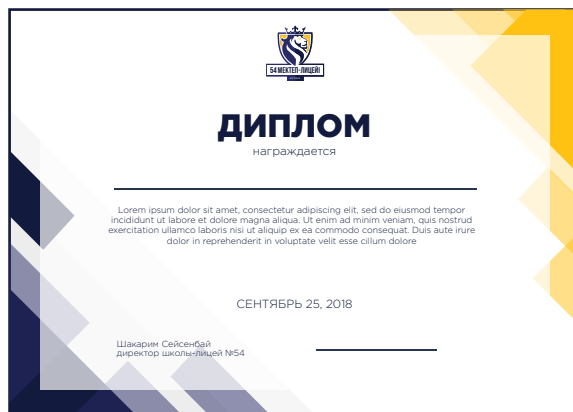 54 МЕКТЕП-ЛИЦЕЙІ
ДИПЛОМ
награждается
Lorem ipsum dolor sit amet, consectetur adipiscing elit, sed do eiusmod tempor
incididunt ut labore et dolore magna aliqua. Ut enim ad minim veniam, quis nostrud
exercitation ullamco laboris nisi ut aliquip ex ea commodo consequat. Duis aute irure
dolor in reprehenderit in voluptate velit esse cillum dolore
СЕНТЯБРЬ 25, 2018
Шакарим Сейсенбай
директор школы-лицей №54